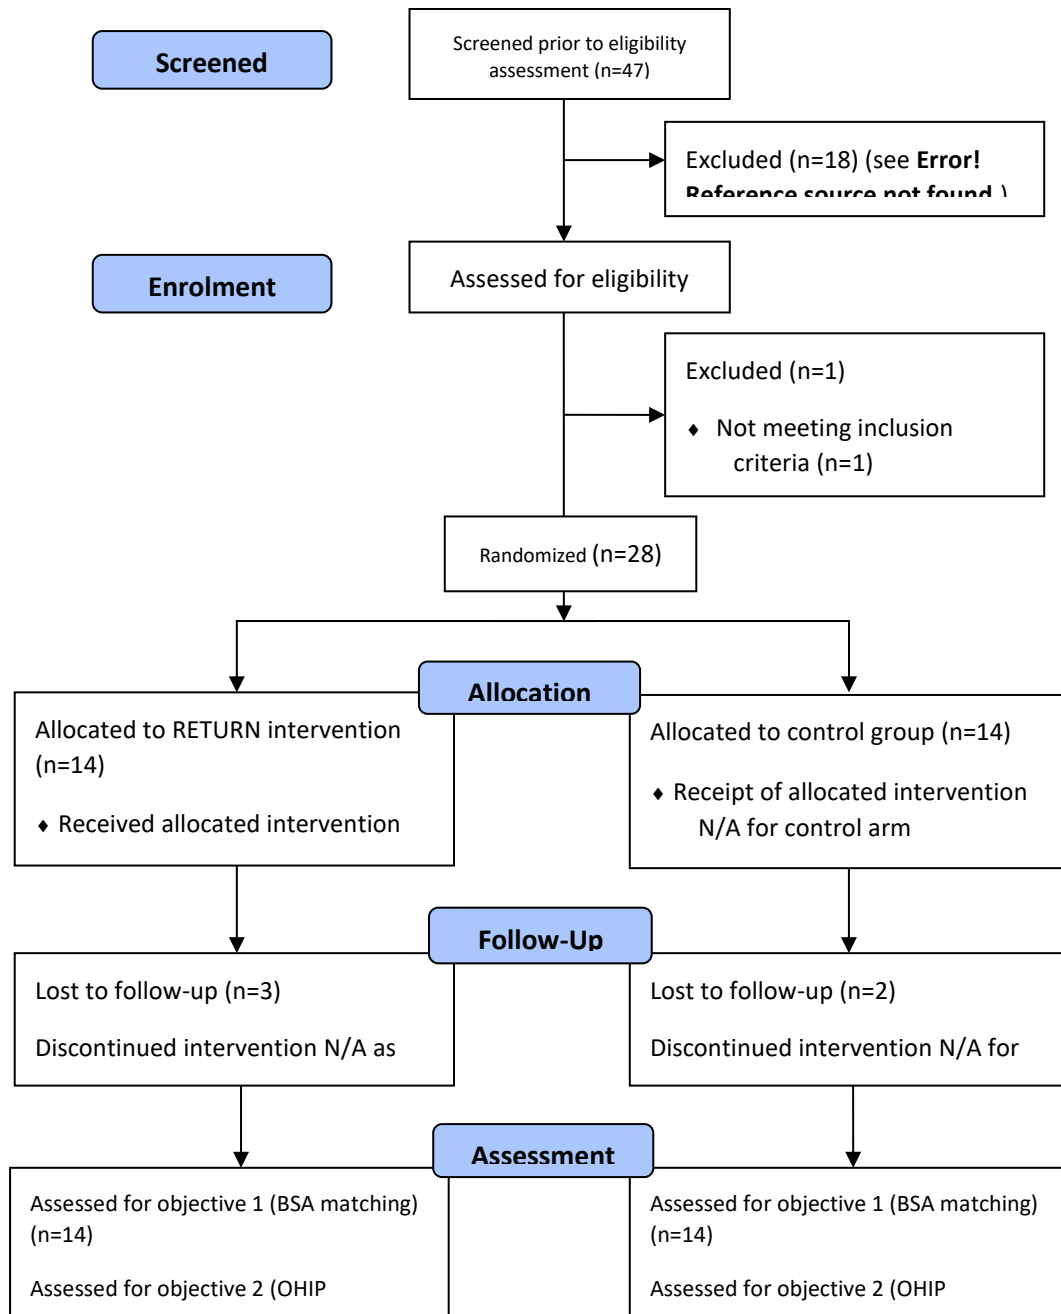 Screened
Screened prior to eligibility
assessment (n=47)
Excluded (n=18) (see Error!
Reference source not found.)
Enrolment
Assessed for eligibility
Excluded (n=1)
♦ Not meeting inclusion
criteria (n=1)
Randomized (n=28)
Allocation
Allocated to RETURN intervention
(n=14)
♦ Received allocated intervention
Allocated to control group (n=14)
♦ Receipt of allocated intervention
N/A for control arm
Follow-Up
Lost to follow-up (n=3)
Discontinued intervention N/A as
Lost to follow-up (n=2)
Discontinued intervention N/A for
Assessment
Assessed for objective 1 (BSA matching)
(n=14)
Assessed for objective 2 (OHIP
Assessed for objective 1 (BSA matching)
(n=14)
Assessed for objective 2 (OHIP